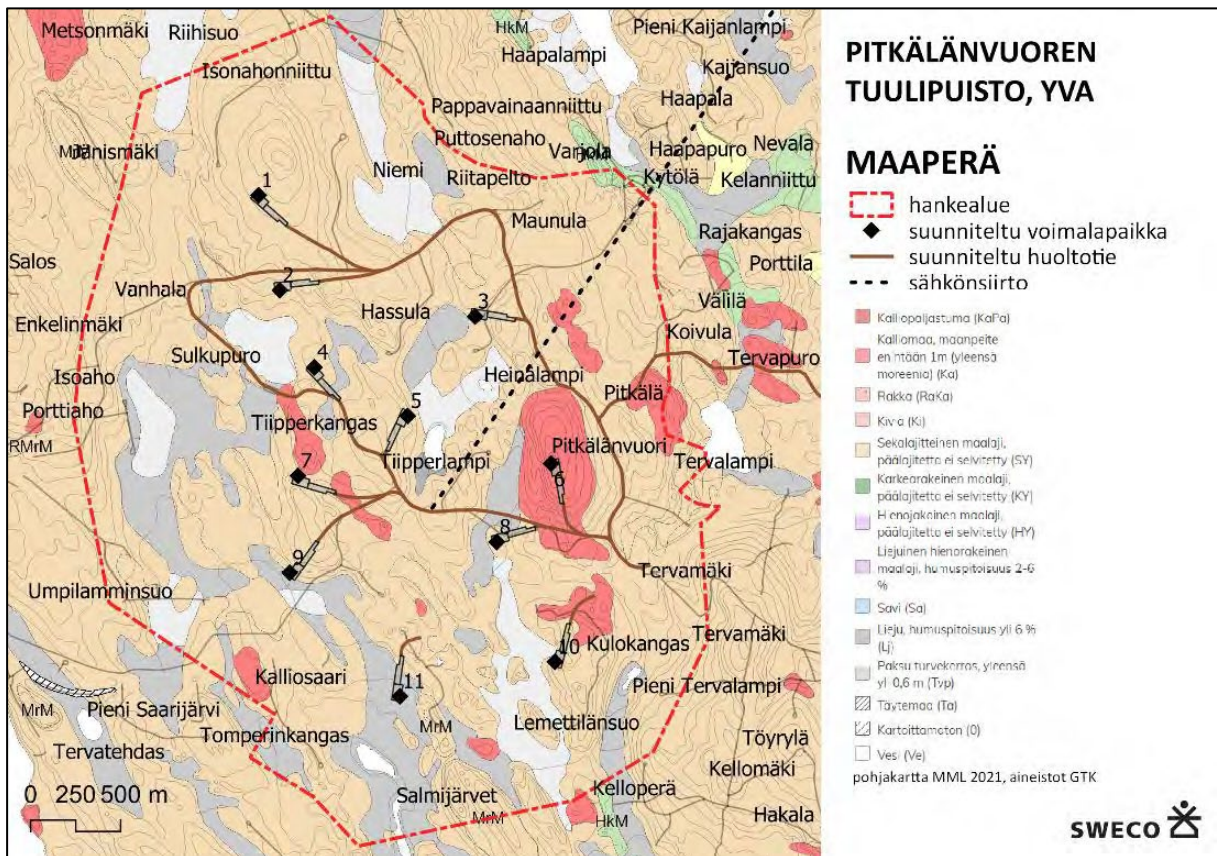 Metsonmäki
Riihisuo
HkM
Haapalampi
Pieni Kaijanlampi
Isonahonniittu
Kaijansuo
Pappavainaanniittu
Haapala
Puttosenaho
Jänismäki
Varjola
HkM
Haapapuro
Nevala
Niemi
Riitapelto
Kytölä
Kelanniittu
1
Maunula
Rajakangas
Salos
Porttila
Vanhala
2
Hassula
3
Välilä
Enkelinmäki
Koivula
Sulkupuro
4
Tervapuro
Isoaho
Heinälampi
Pitkälä
Porttiaho
5
Tiipperkangas
RMrM
Pitkälänvuori
Tiipperlampi
Tervalampi
7
6
8
9
Tervamäki
Umpilamminsuo
Kulokangas
Tervamäki
10
Kalliosaari
11
Pieni Tervalampi
MrM
Pieni Saarijärvi
MrM
Lemettilänsuo
Tomperinkangas
Töyrylä
Tervatehdas
Kellomäki
Kelloperä
0 250 500 m
Salmijärvet
MrM
HkM
Hakala
PITKÄLÄNVUOREN
TUULIPUISTO, YVA
MAAPERÄ
hankealue
suunniteltu voimalapaikka
suunniteltu huoltotie
sähkönsiirto
Kalliopaljastuma (KaPa)
Kalliomaa, maanpeite
enintään 1m (yleensä
moreenia) (Ka)
Rakka (RaKa)
Kiviä (Ki)
Sekalajitteinen maalaji,
päälajitetta ei selvitetty (SY)
Karkearakeinen maalaji,
päälajitetta ei selvitetty (KY)
Hienojakoinen maalaji,
päälajitetta ei selvitetty (HY)
Liejuinen hienorakeinen
maalaji, humuspitoisuus 2-6
%
Savi (Sa)
Lieju, humuspitoisuus yli 6 %
(Lj)
Paksu turvekerros, yleensä
yli 0,6 m (Tvp)
Täytemaa (Ta)
Kartoittamaton (0)
Vesi (Ve)
pohjakartta MML 2021, aineistot GTK
SWECO